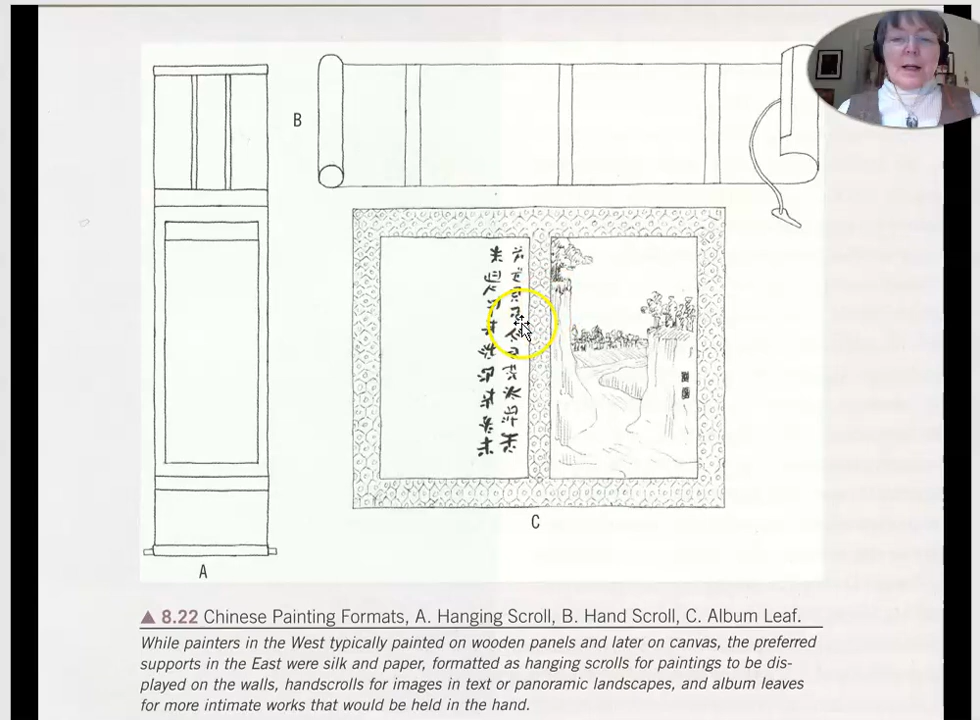 B
C
A
▲ 8.22 Chinese Painting Formats, A. Hanging Scroll, B. Hand Scroll, C. Album Leaf.
While painters in the West typically painted on wooden panels and later on canvas, the preferred
supports in the East were silk and paper, formatted as hanging scrolls for paintings to be dis-
played on the walls, handscrolls for images in text or panoramic landscapes, and album leaves
for more intimate works that would be held in the hand.